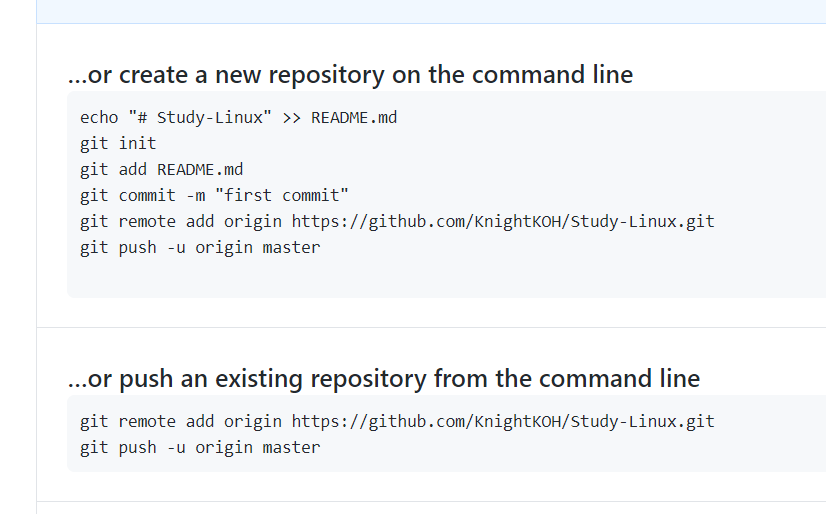 ...or create a new repository on the command line
echo "# Study-Linux" >> README.md
git init
git add README.md
git commit -m "first commit"
git remote add origin https://github.com/KnightKOH/Study-Linux.git
git push -u origin master
...or push an existing repository from the command line
git remote add origin https://github.com/KnightKOH/Study-Linux.git
git push -u origin master